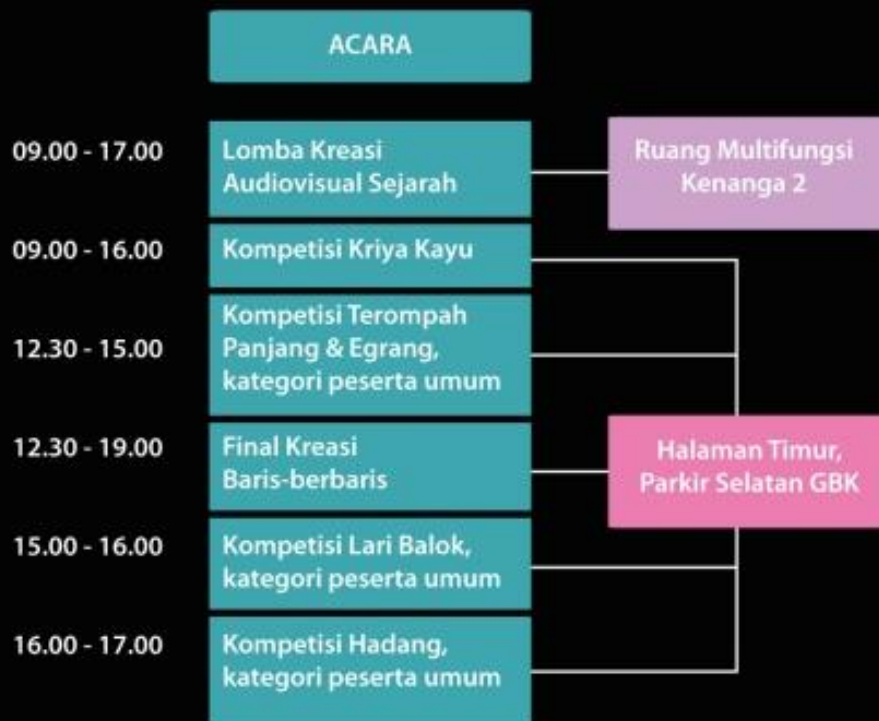 ACARA
09.00 - 17.00
Lomba Kreasi
Audiovisual Sejarah
Ruang Multifungsi
Kenanga 2
09.00 - 16.00
Kompetisi Kriya Kayu
12.30 - 15.00
Kompetisi Terompah
Panjang & Egrang,
kategori peserta umum
12.30 - 19.00
Final Kreasi
Baris-berbaris
Halaman Timur,
Parkir Selatan GBK
15.00 - 16.00
Kompetisi Lari Balok,
kategori peserta umum
16.00 - 17.00
Kompetisi Hadang,
kategori peserta umum